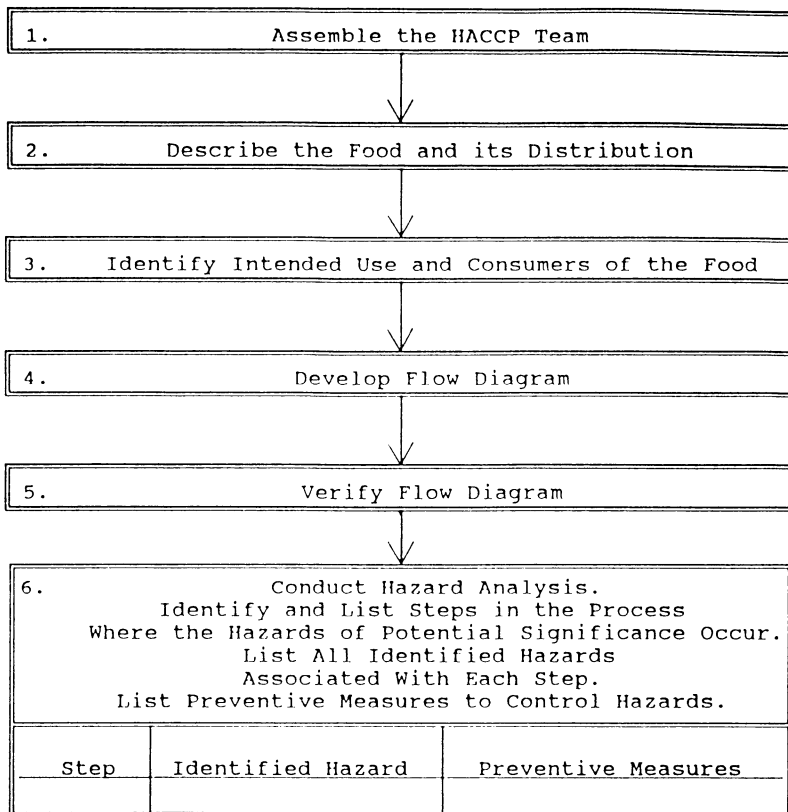 1. Assemble the HACCP Team
2. Describe the Food and its Distribution
3. Identify Intended Use and Consumers of the Food
4. Develop Flow Diagram
5. Verify Flow Diagram
6. Conduct Hazard Analysis.
Identify and List Steps in the Process
Where the Hazards of Potential Significance Occur.
List All Identified Hazards
Associated With Each Step.
List Preventive Measures to Control Hazards.
Step Identified Hazard Preventive Measures